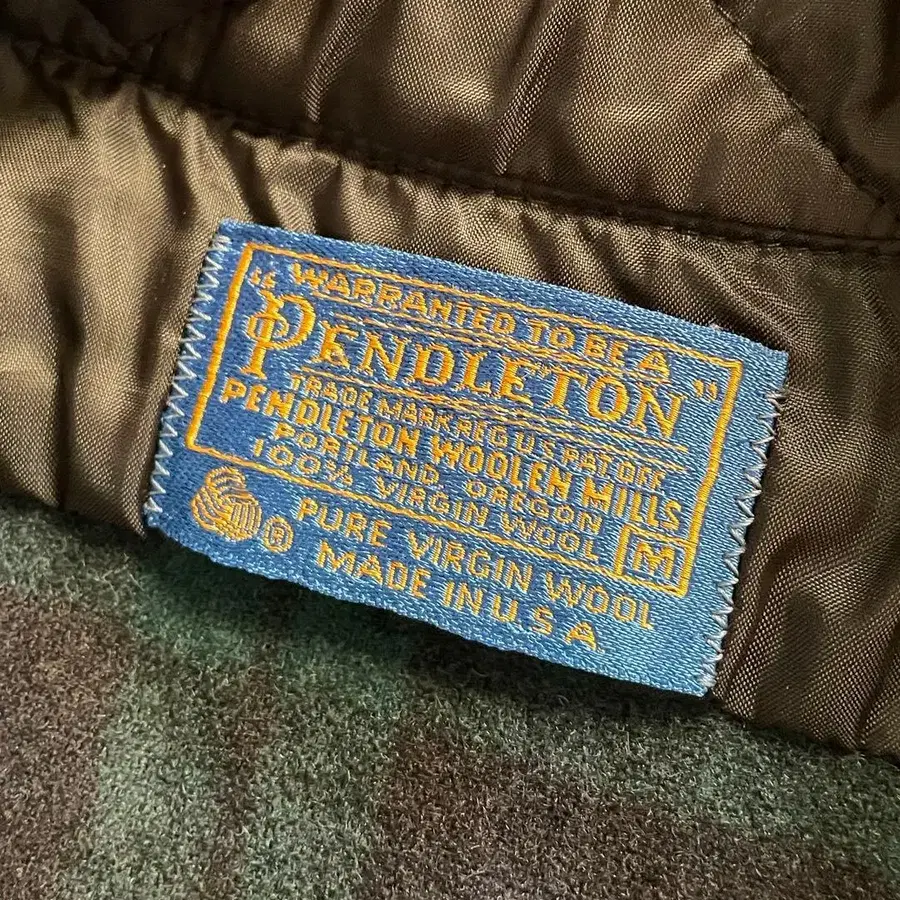 WARRANTED TO BE A
"PENDLETON"
TRADE MARK REG US PAT OFF
PENDLETON WOOLEN MILLS
PORTLAND, OREGON
100% VIRGIN WOOL M
® PURE VIRGIN WOOL
MADE IN U.S.A.